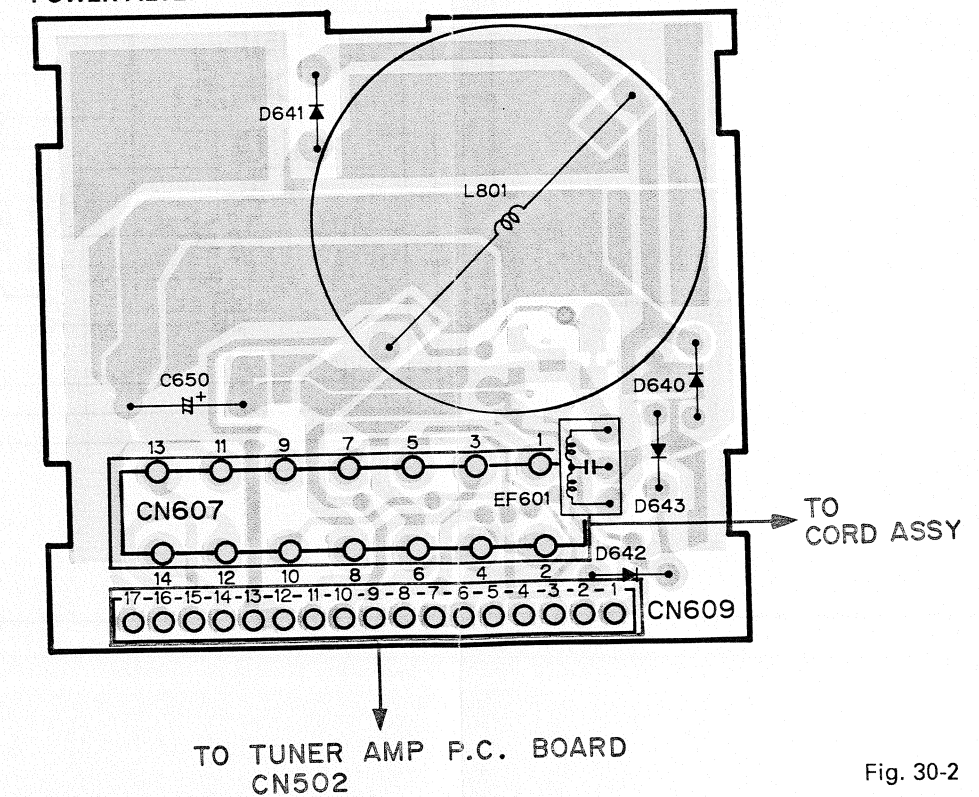 D641
L801
C650
+
D640
13 11 9 7 5 3 1
EF601
D643
CN607
TO
CORD ASSY
D642
14 12 10 8 6 4 2
17-16-15-14-13-12-11-10-9-8-7-6-5-4-3-2-1
CN609
TO TUNER AMP P.C. BOARD
CN502
Fig. 30-2